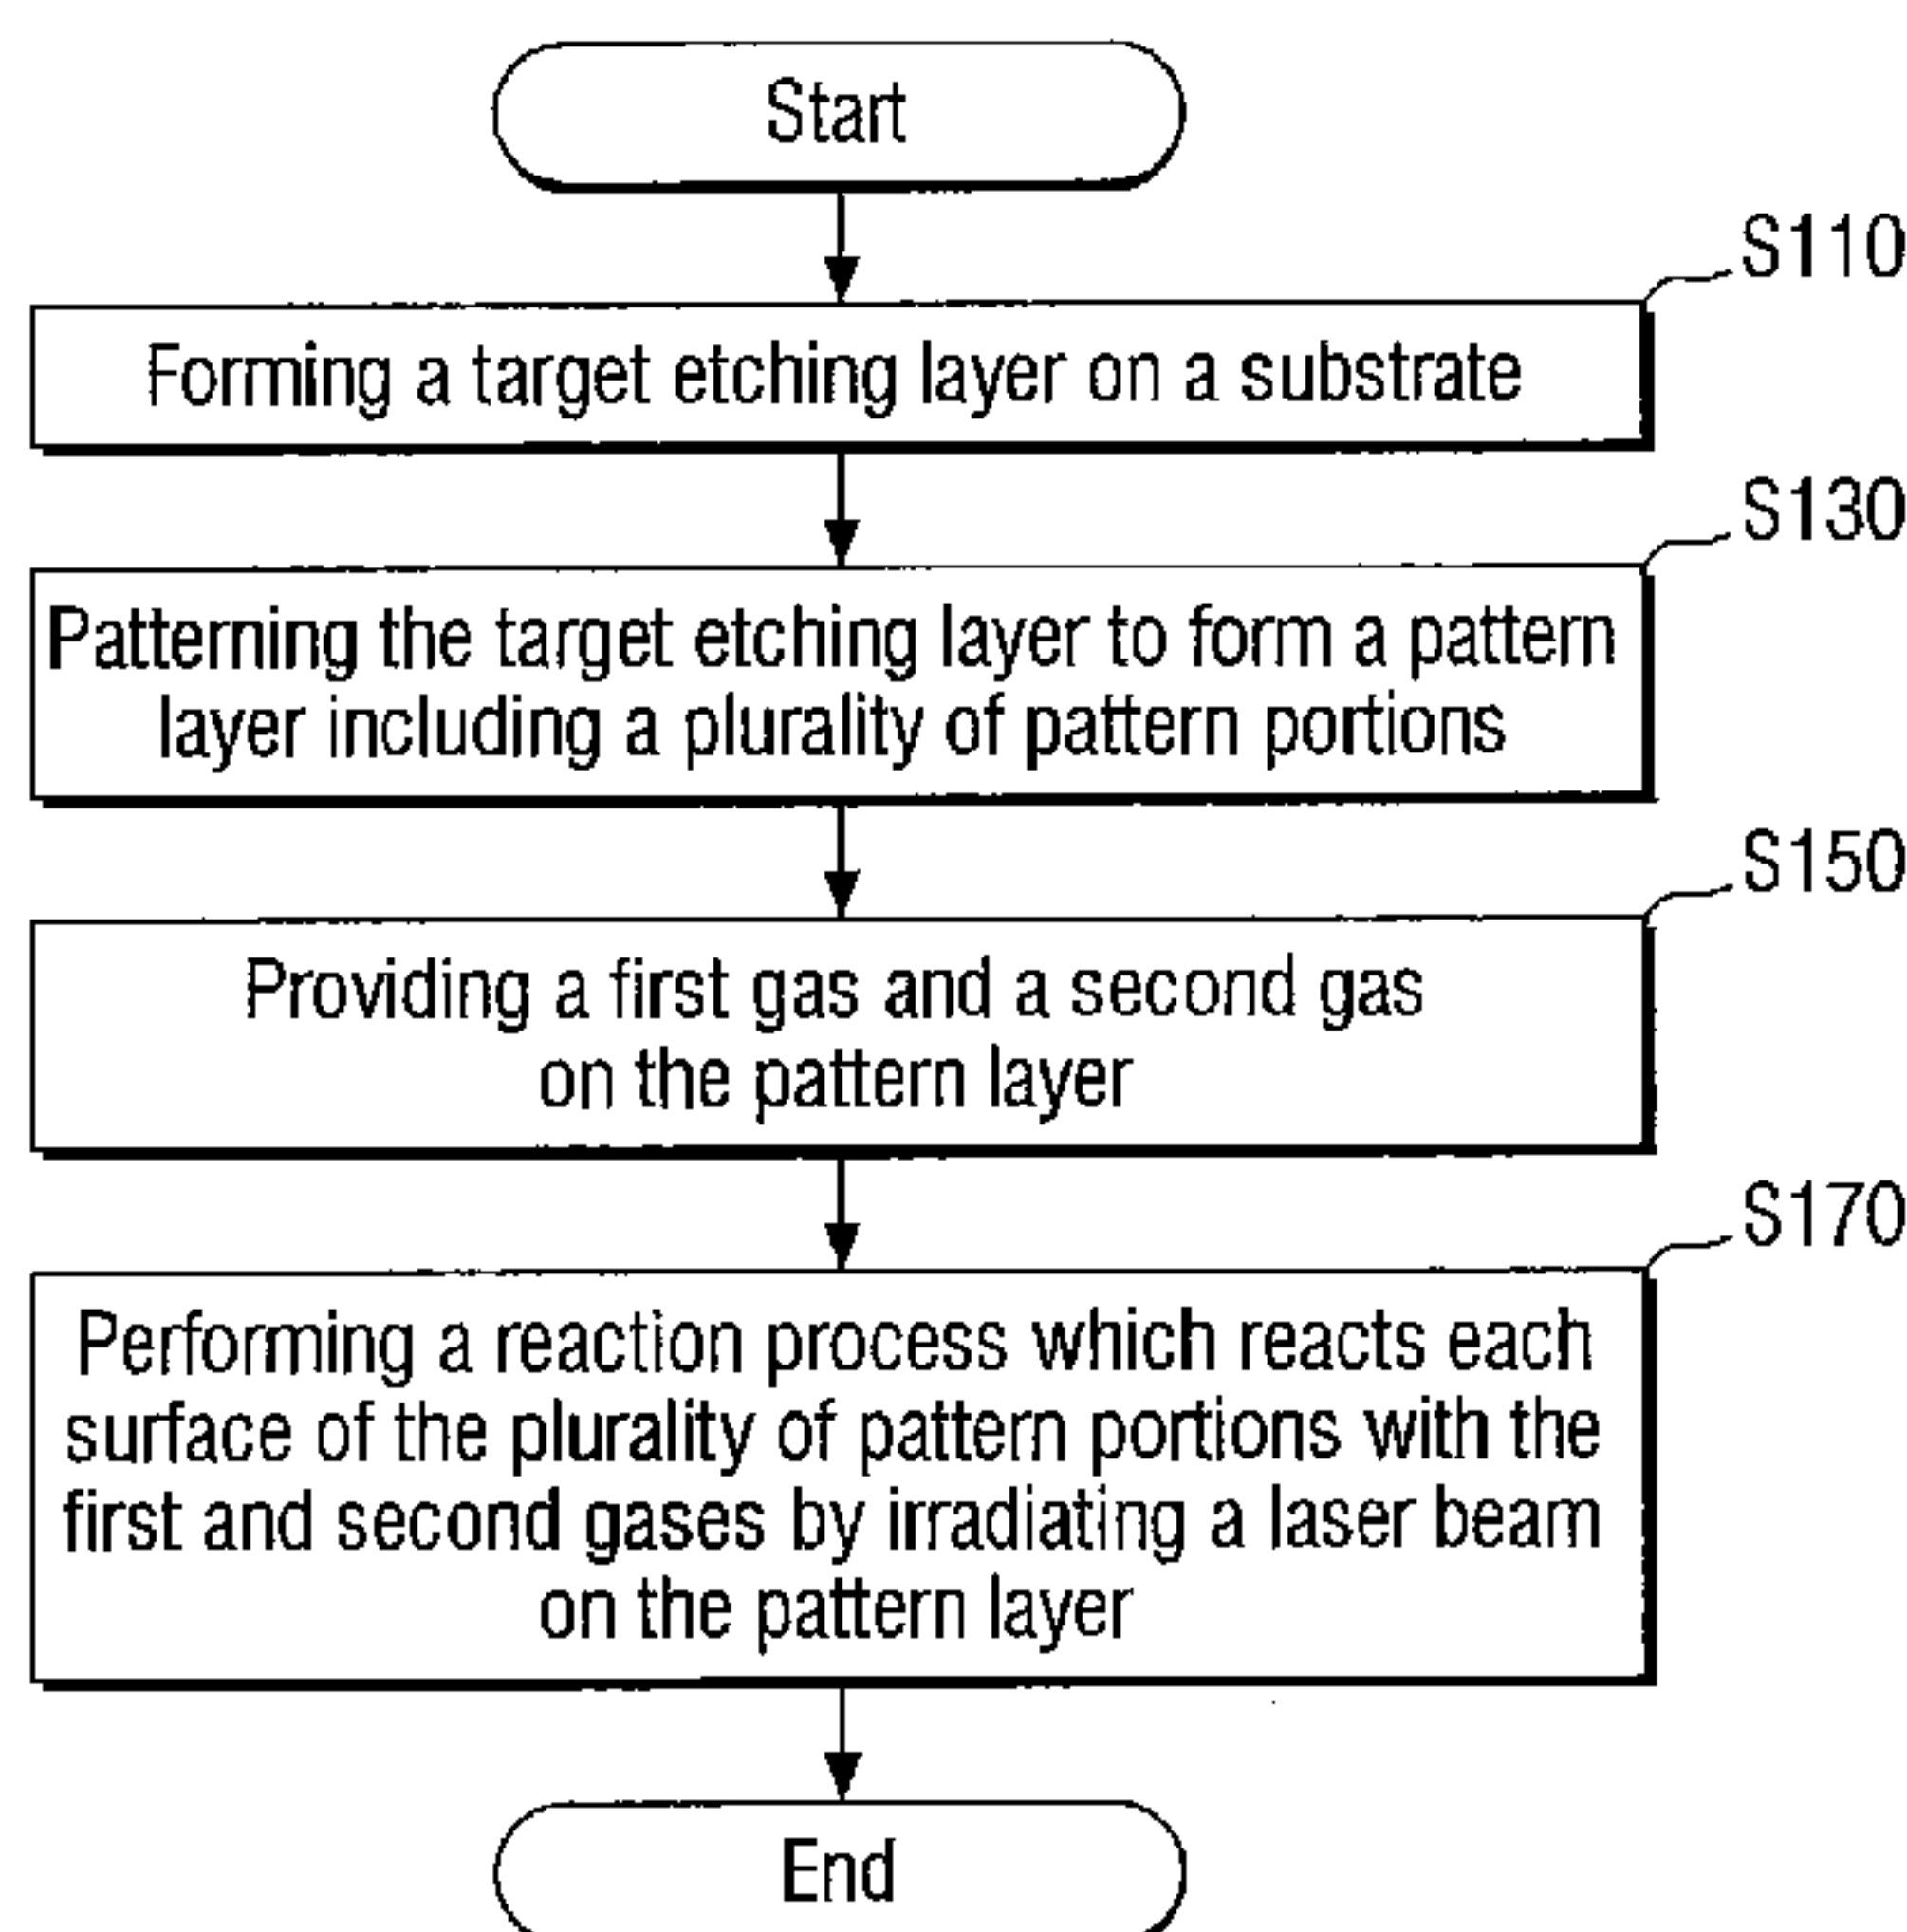 Start
S110
Forming a target etching layer on a substrate
S130
Patterning the target etching layer to form a pattern
layer including a plurality of pattern portions
S150
Providing a first gas and a second gas
on the pattern layer
S170
Performing a reaction process which reacts each
surface of the plurality of pattern portions with the
first and second gases by irradiating a laser beam
on the pattern layer
End